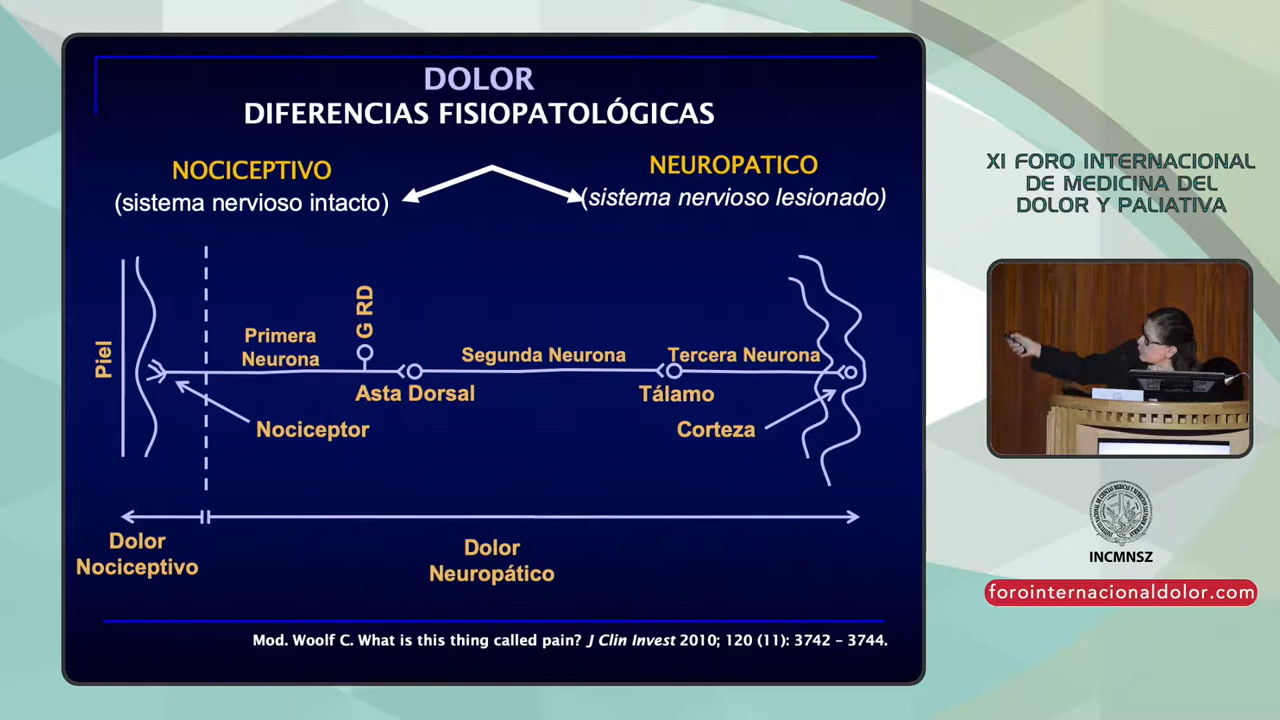 DOLOR
DIFERENCIAS FISIOPATOLÓGICAS
NOCICEPTIVO
(sistema nervioso intacto)
NEUROPATICO
(sistema nervioso lesionado)
Piel
Primera
Neurona
G RD
Segunda Neurona
Tercera Neurona
Asta Dorsal
Tálamo
Nociceptor
Corteza
Dolor
Nociceptivo
Dolor
Neuropático
Mod. Woolf C. What is this thing called pain? J Clin Invest 2010; 120 (11): 3742 – 3744.
XI FORO INTERNACIONAL
DE MEDICINA DEL
DOLOR Y PALIATIVA
INCMNSZ
forointernacionaldolor.com